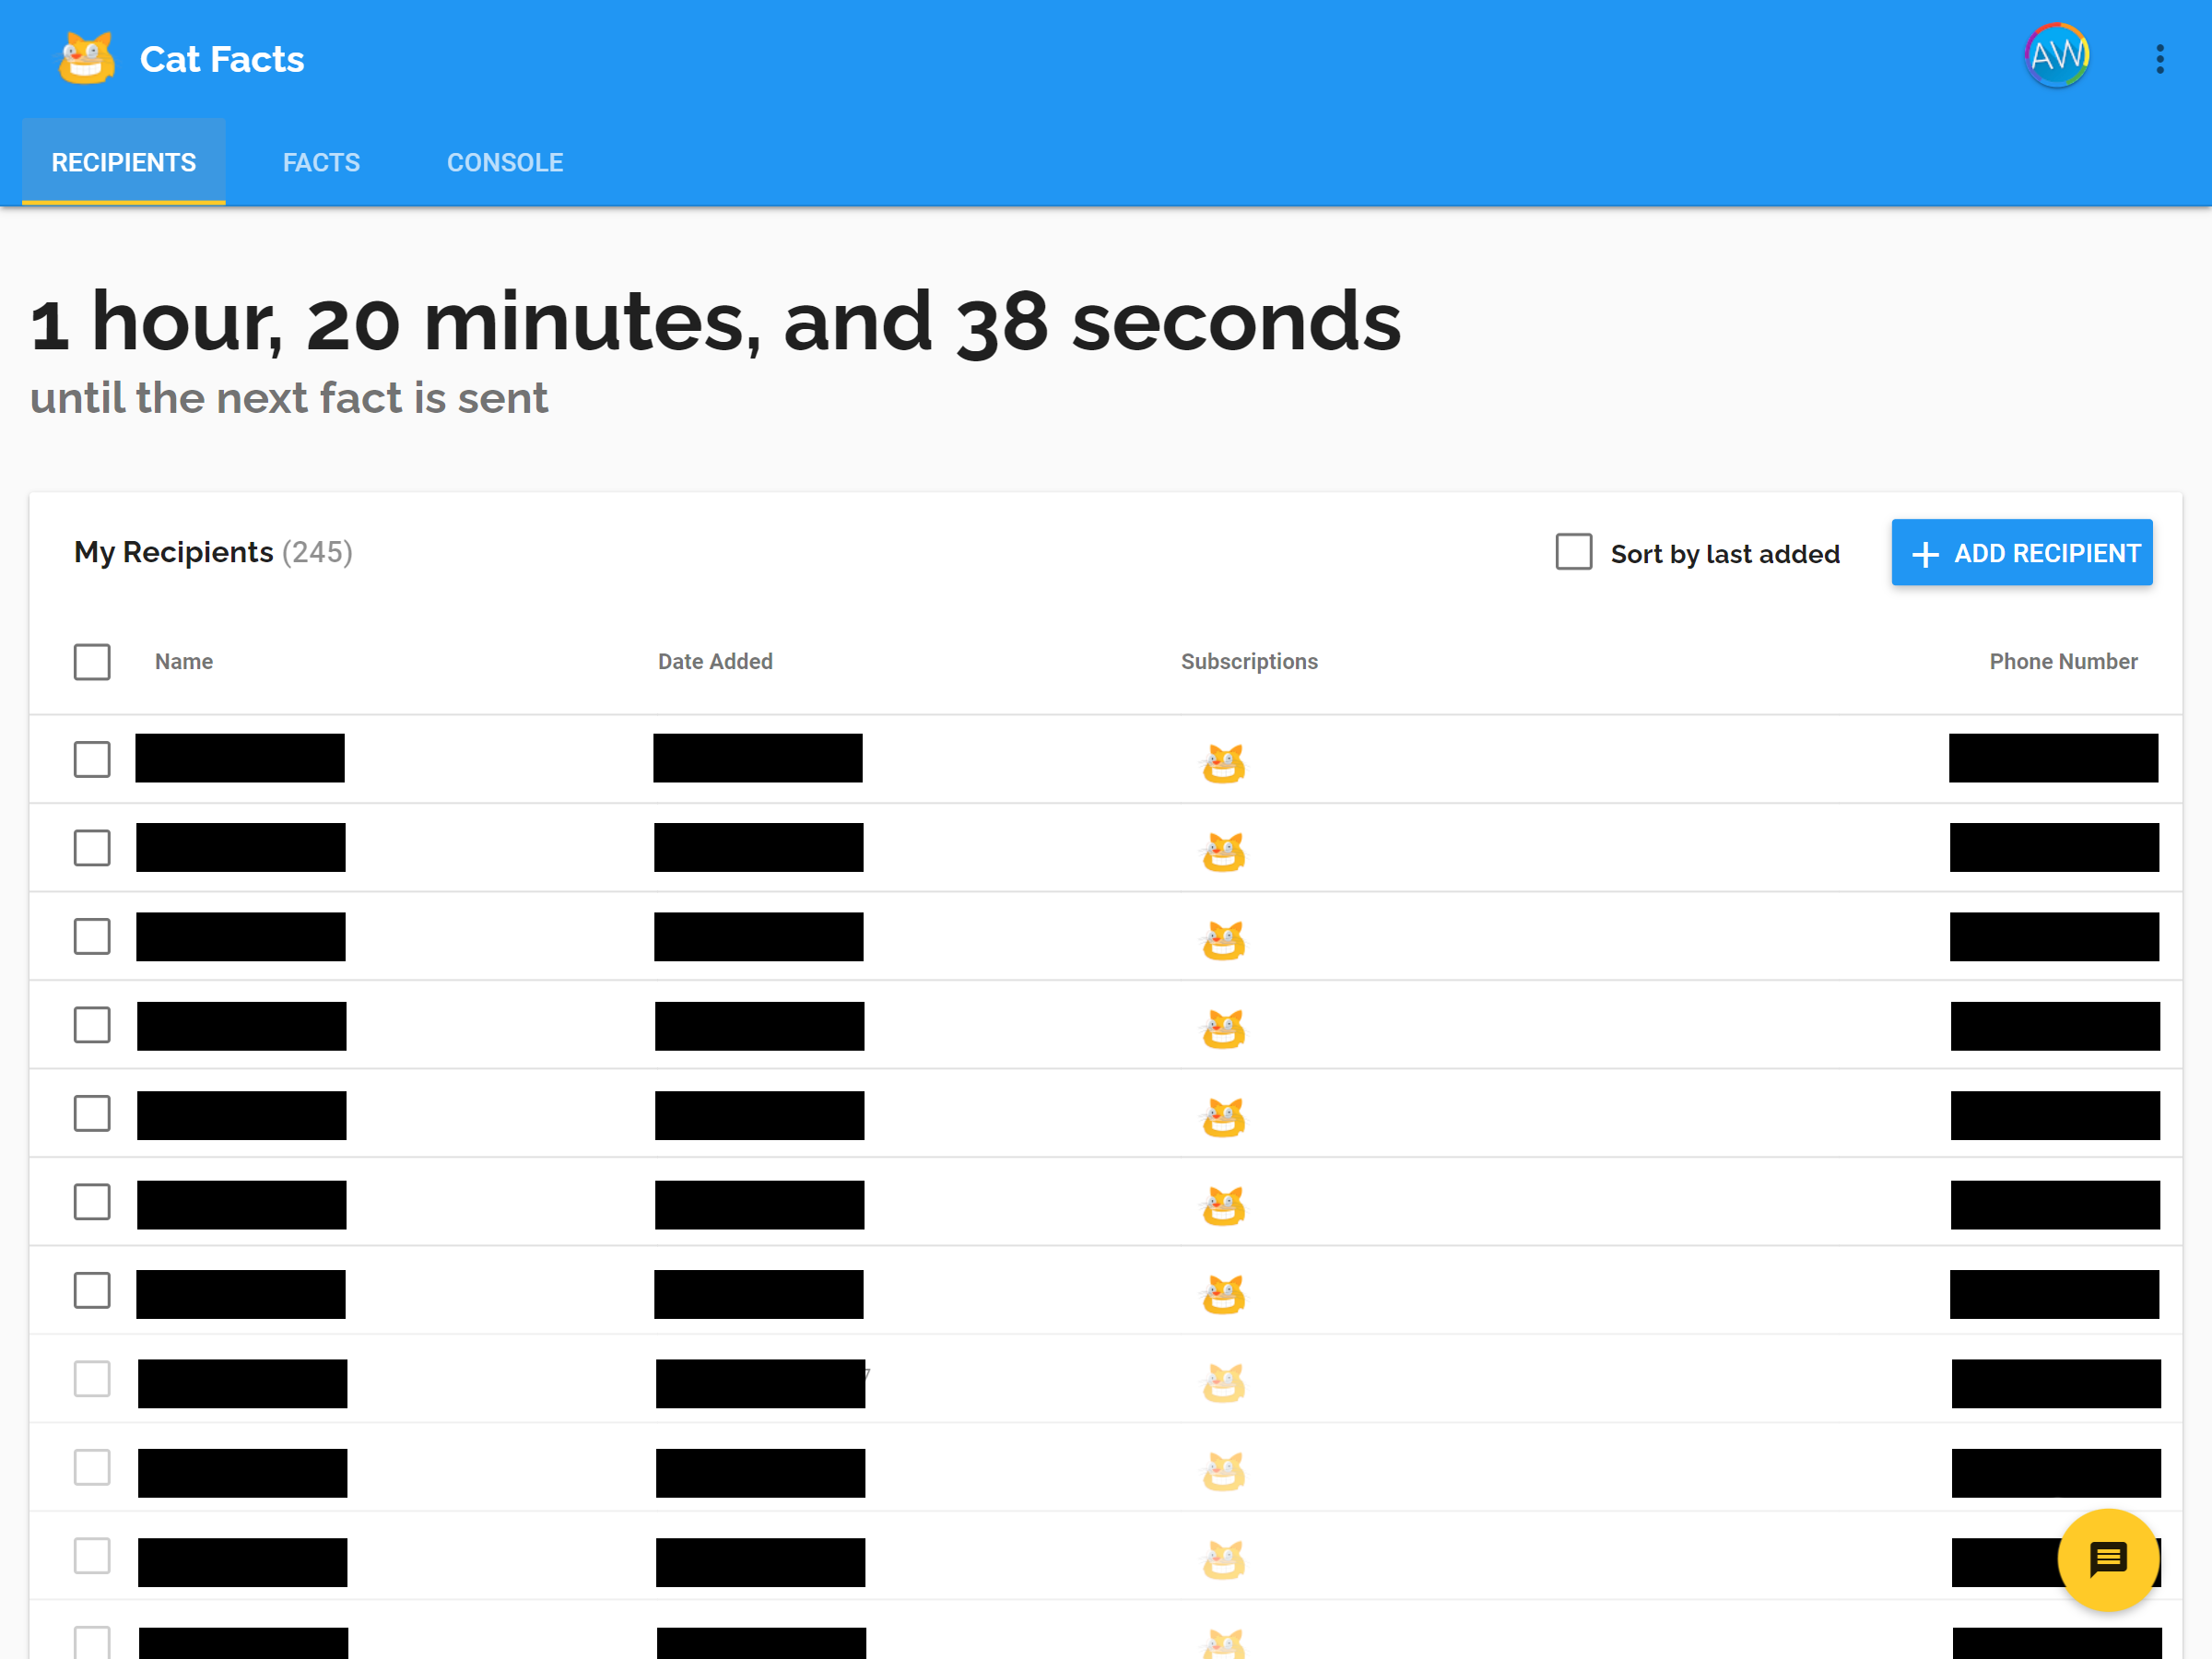 Cat Facts
AW
RECIPIENTS FACTS CONSOLE
1 hour, 20 minutes, and 38 seconds
until the next fact is sent
My Recipients (245) Sort by last added + ADD RECIPIENT
Name Date Added Subscriptions Phone Number